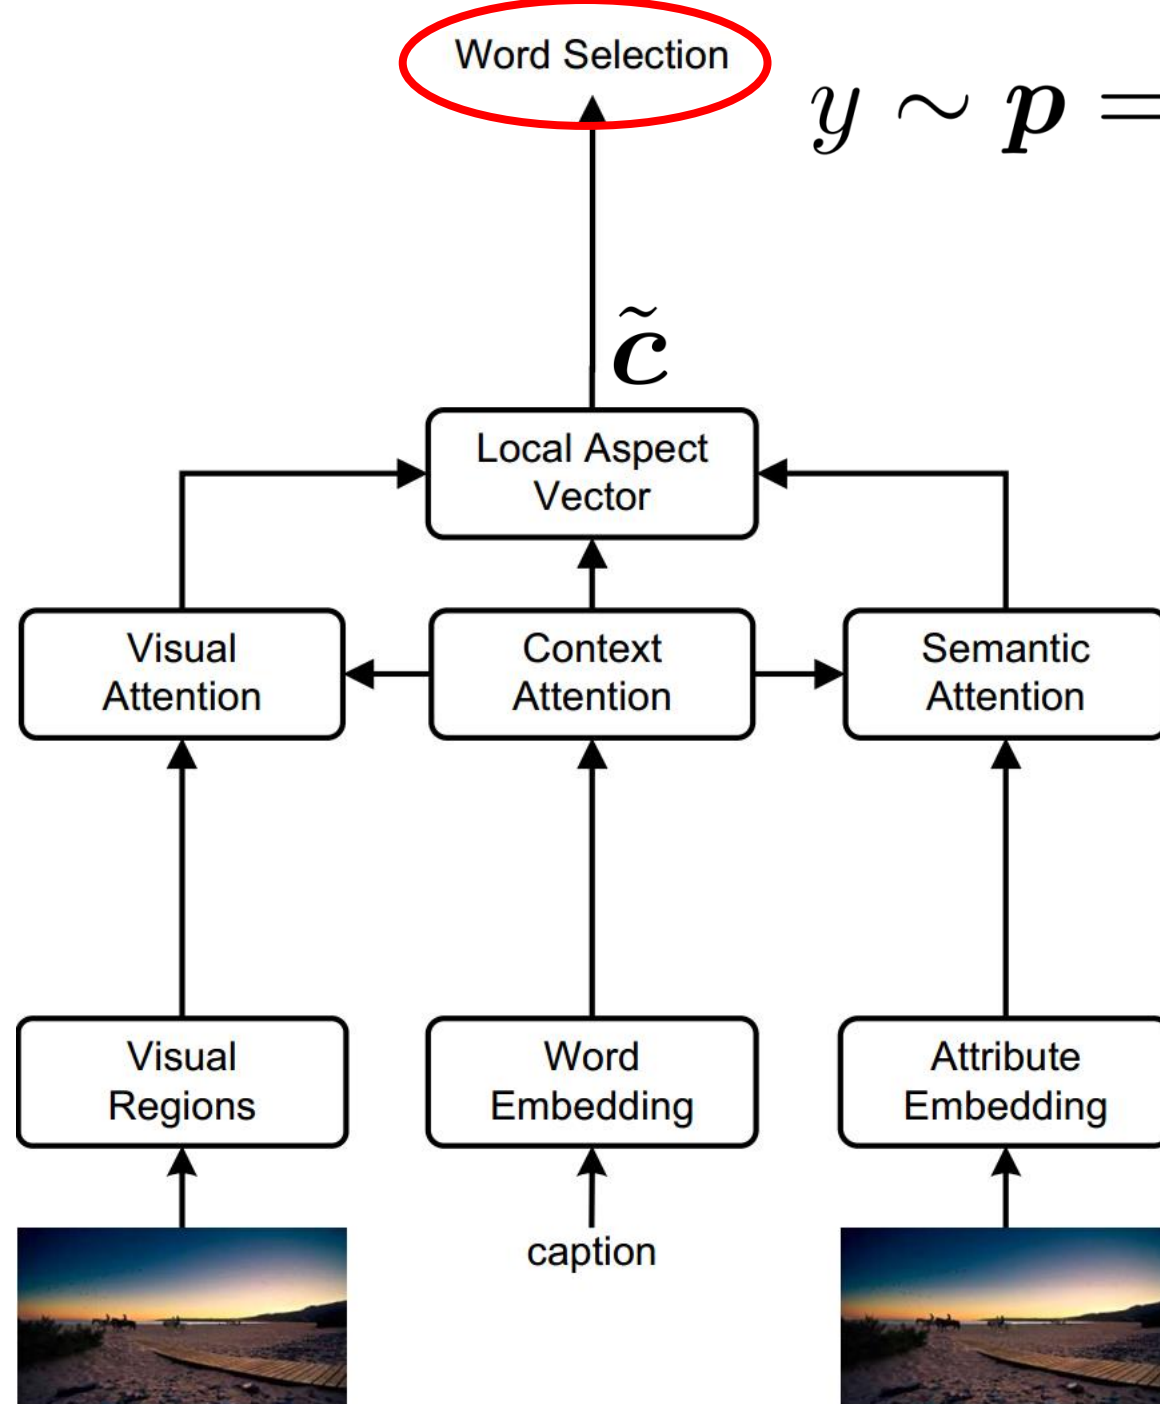 Word Selection
y ∼ p =
c̃
Local Aspect
Vector
Visual
Attention
Context
Attention
Semantic
Attention
Visual
Regions
Word
Embedding
Attribute
Embedding
caption